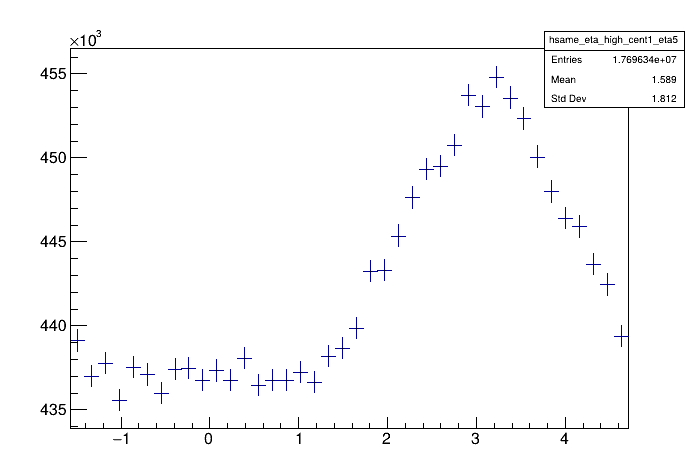 ×10³
hsame_eta_high_cent1_eta5
Entries 1.769634e+07
Mean 1.589
Std Dev 1.812
455
450
445
440
435
−1 0 1 2 3 4